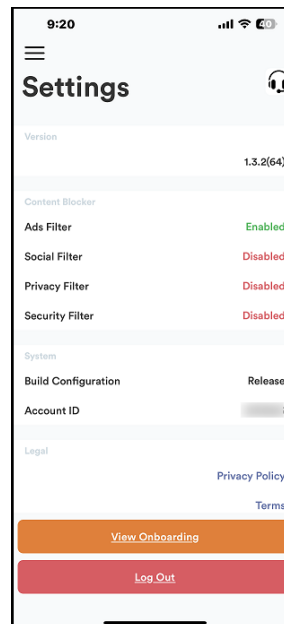 9:20
40
Settings
Version
1.3.2(64)
Content Blocker
Ads Filter Enabled
Social Filter Disabled
Privacy Filter Disabled
Security Filter Disabled
System
Build Configuration Release
Account ID
Legal
Privacy Policy
Terms
View Onboarding
Log Out